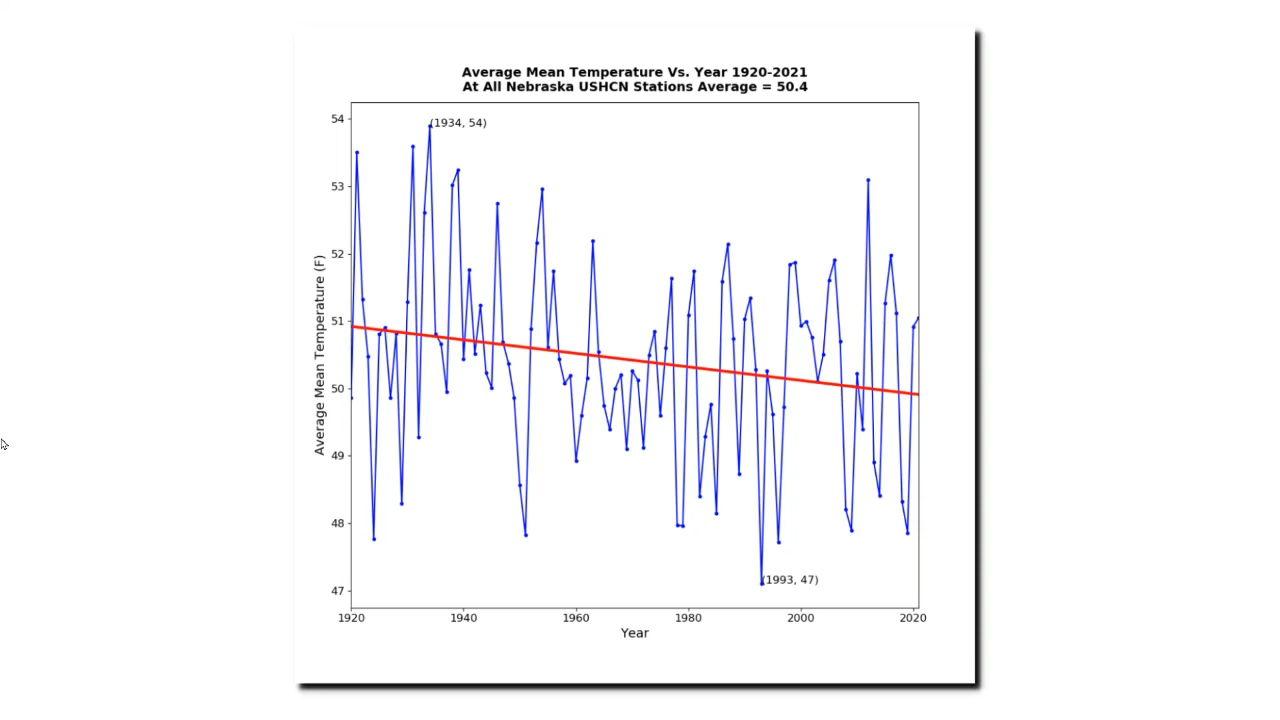 Average Mean Temperature Vs. Year 1920-2021
At All Nebraska USHCN Stations Average = 50.4
54
(1934, 54)
53
52
51
50
49
48
47
(1993, 47)
Average Mean Temperature (F)
1920 1940 1960 1980 2000 2020
Year